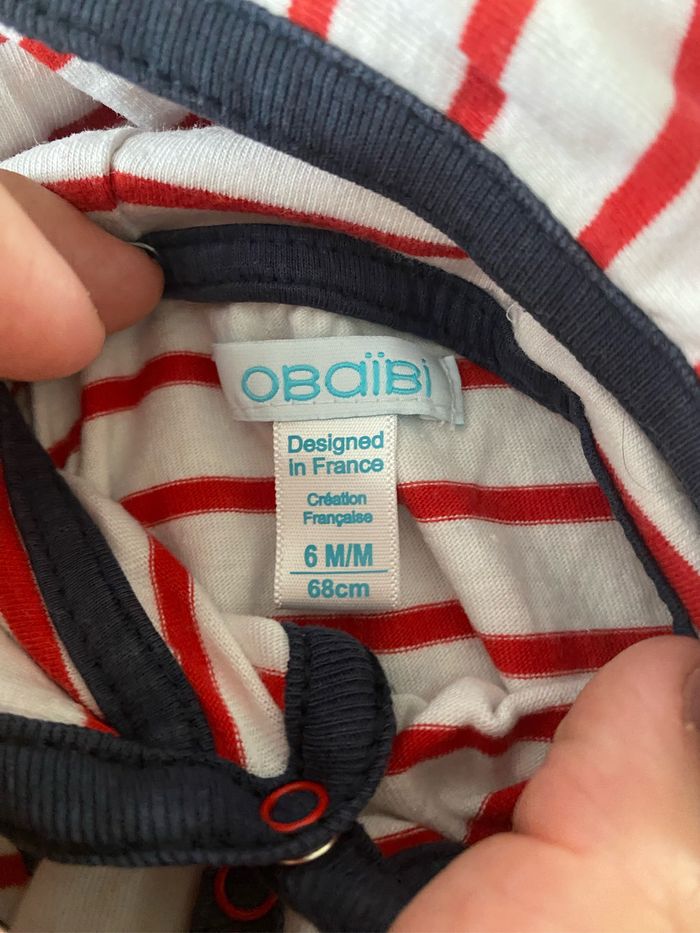 OBaïBi
Designed
in France
Création
Française
6 M/M
68cm